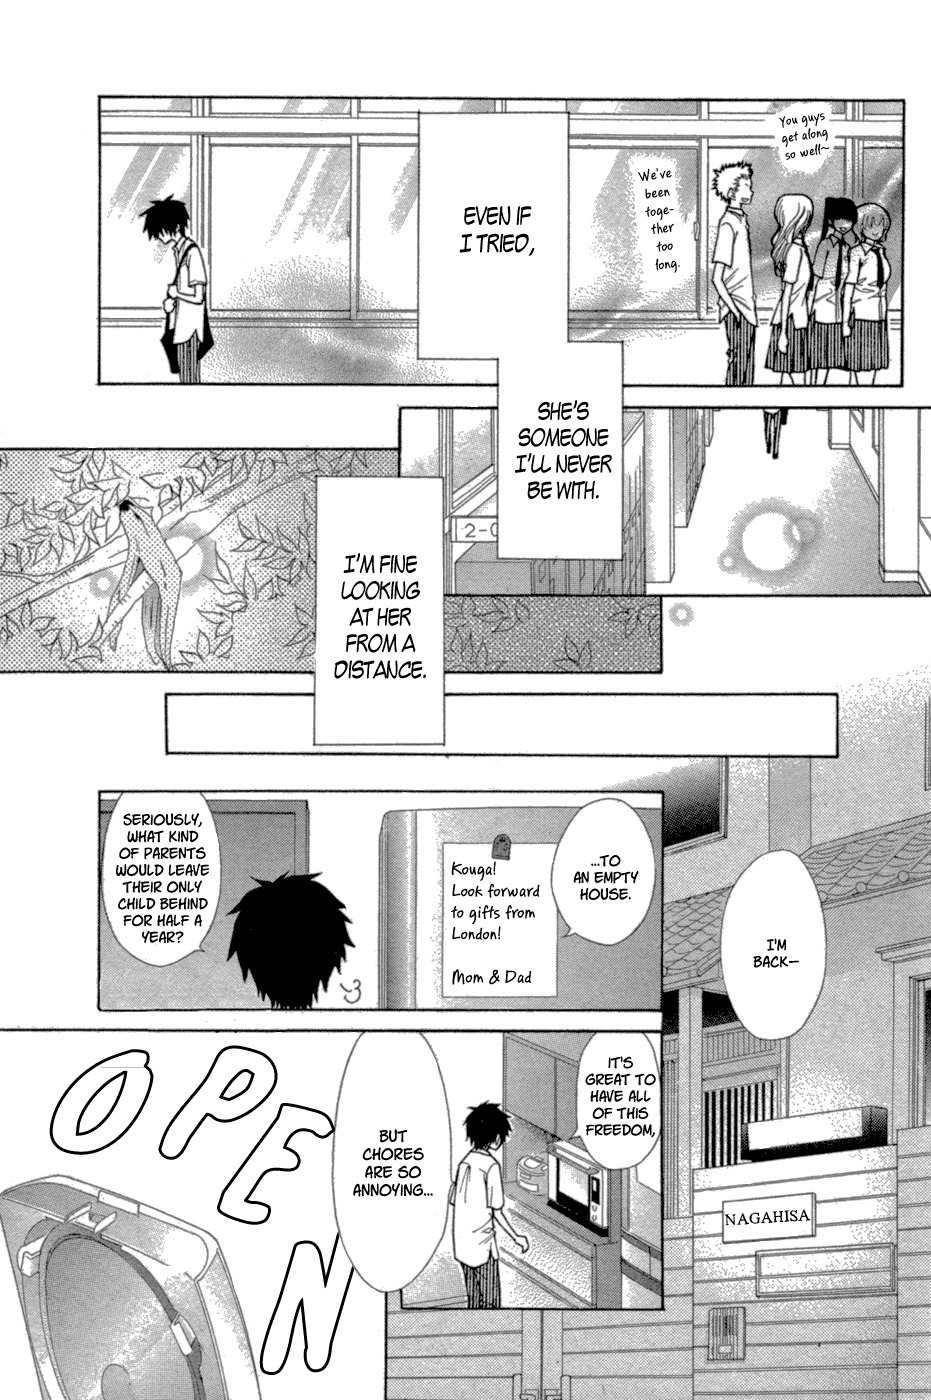 You guys
get along
so well~
We've
been
toge-
ther
too
long.
EVEN IF
I TRIED,
SHE'S
SOMEONE
I'LL NEVER
BE WITH.
2-
I'M FINE
LOOKING
AT HER
FROM A
DISTANCE.
I'M
BACK—
...TO
AN EMPTY
HOUSE.
Kouga!
Look forward
to gifts from
London!
Mom & Dad
SERIOUSLY,
WHAT KIND
OF PARENTS
WOULD LEAVE
THEIR ONLY
CHILD BEHIND
FOR HALF A
YEAR?
NAGAHISA
IT'S
GREAT TO
HAVE ALL
OF THIS
FREEDOM,
BUT
CHORES
ARE SO
ANNOYING...
OPEN